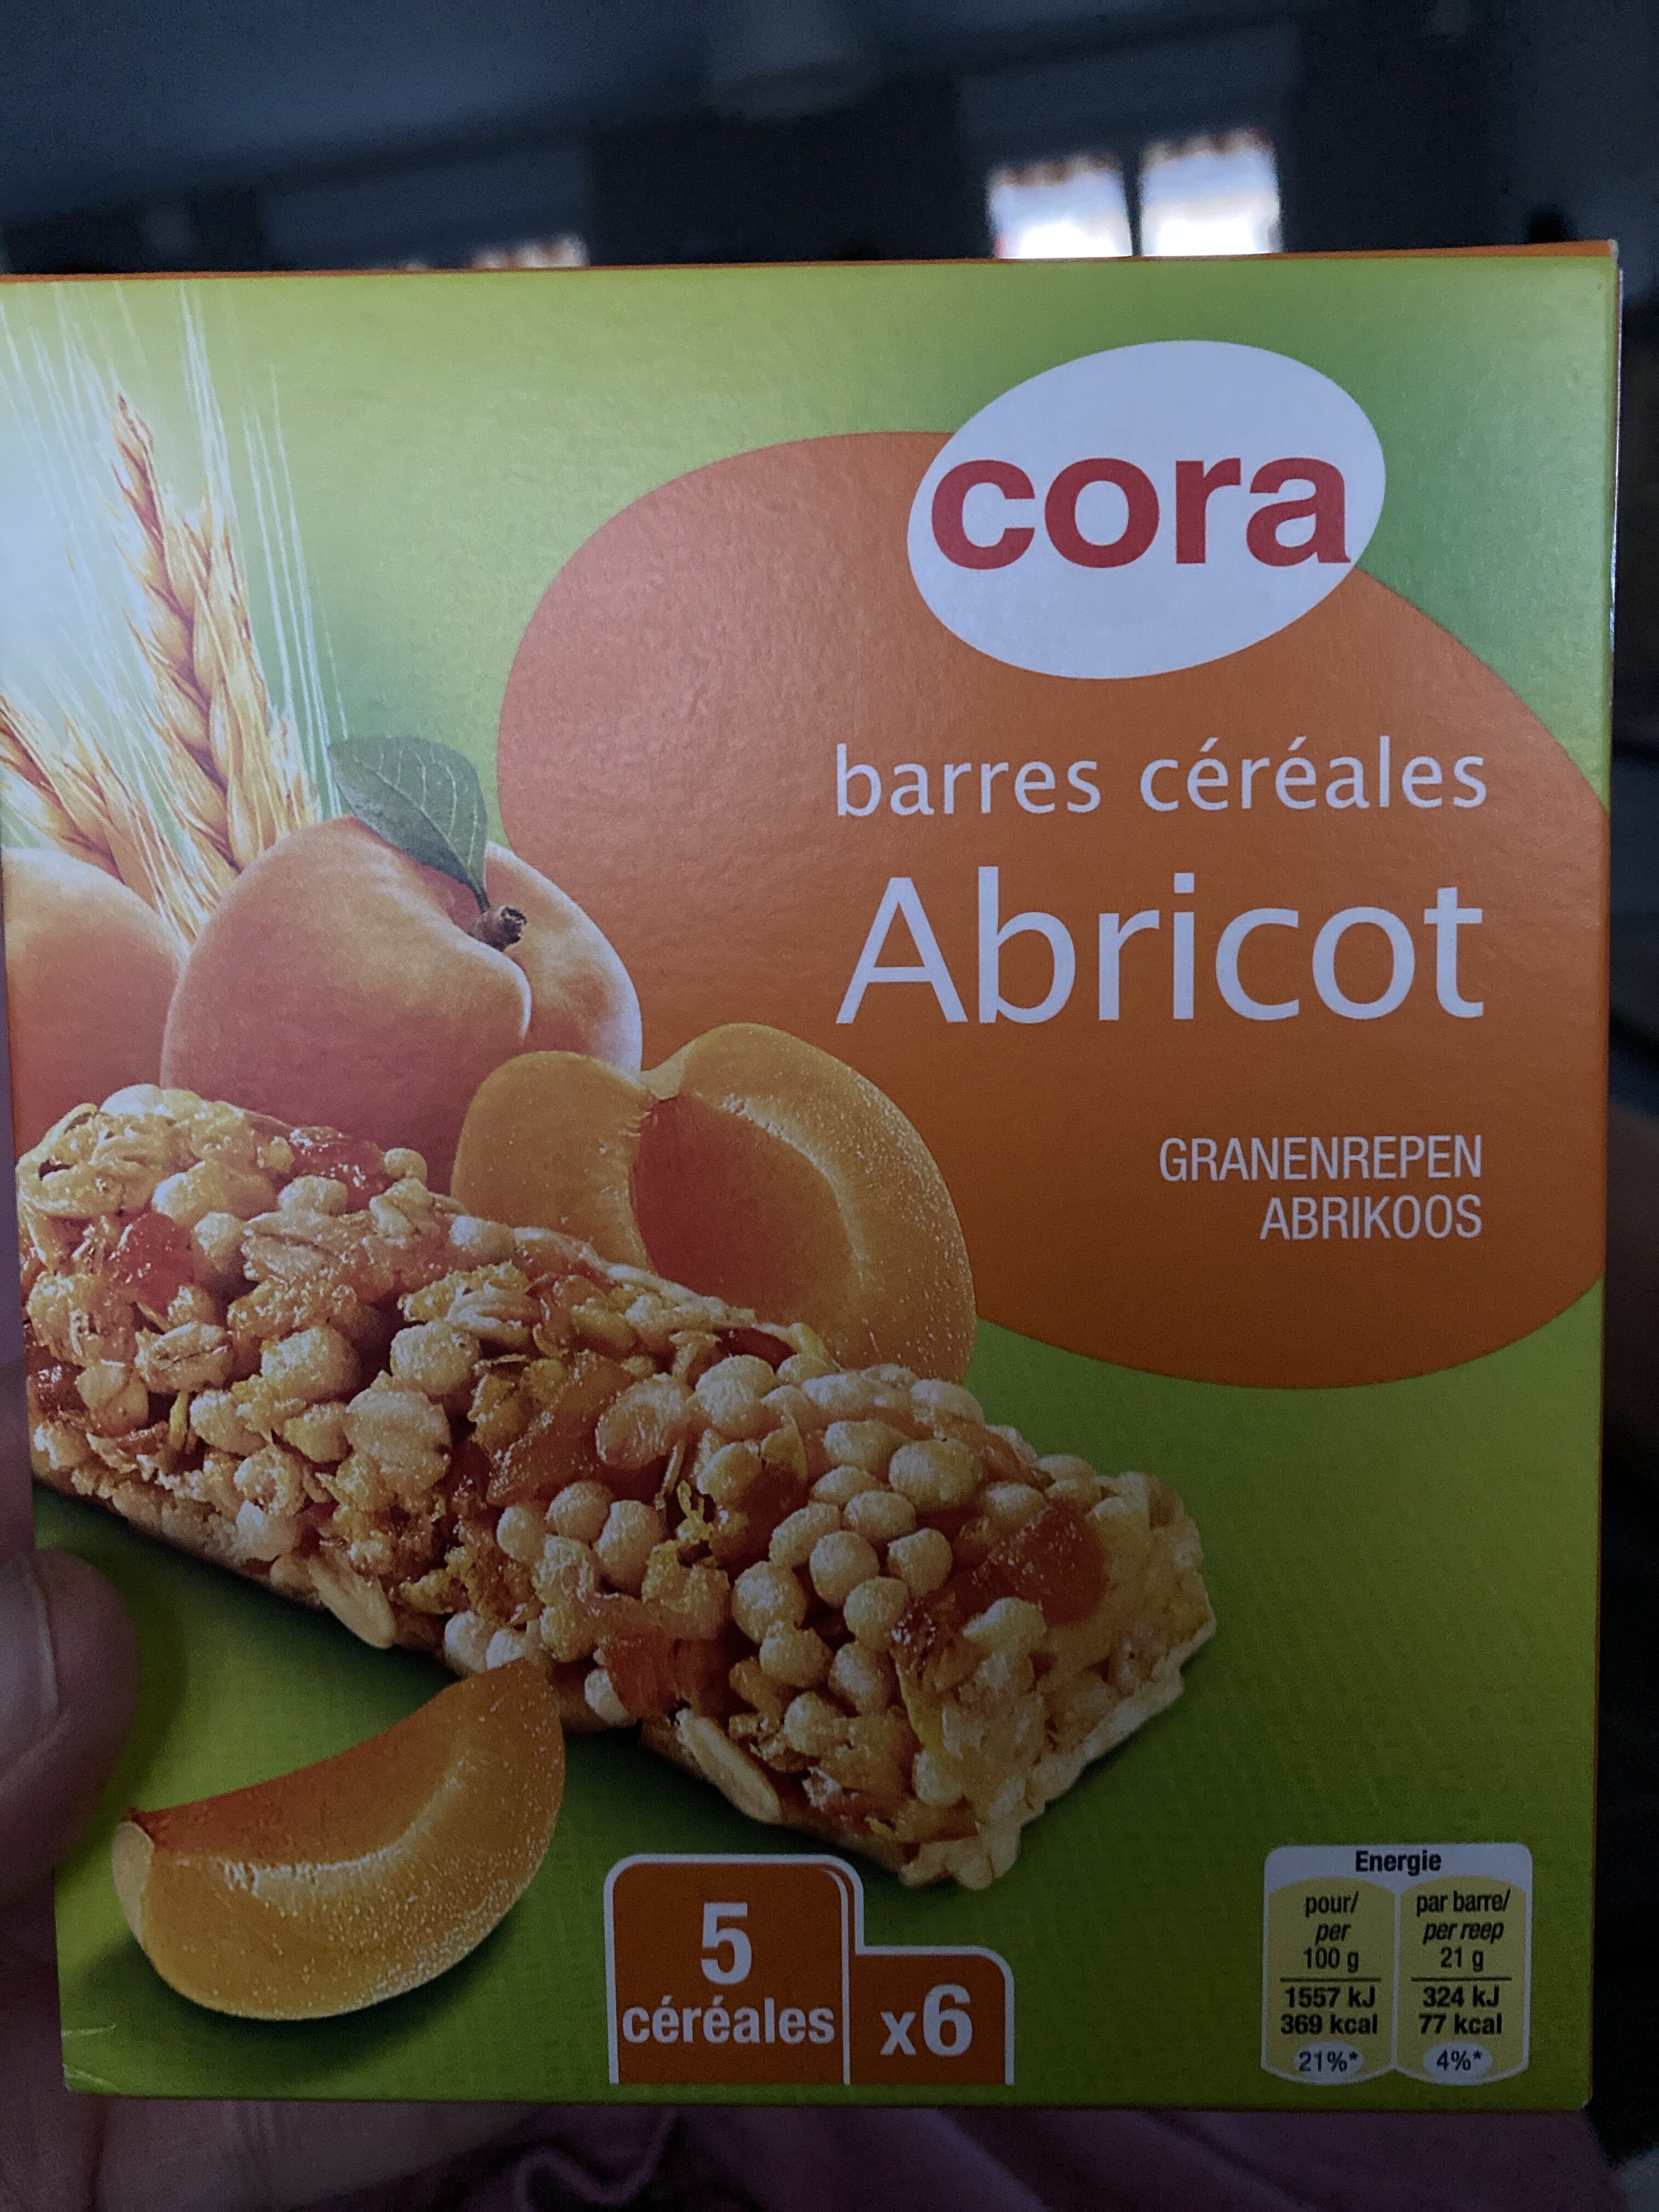 cora
barres céréales
Abricot
GRANENREPEN
ABRIKOOS
5
céréales
x6
Energie
pour/
per
100 g
1557 kJ
369 kcal
21%*
par barre/
per reep
21 g
324 kJ
77 kcal
4%*